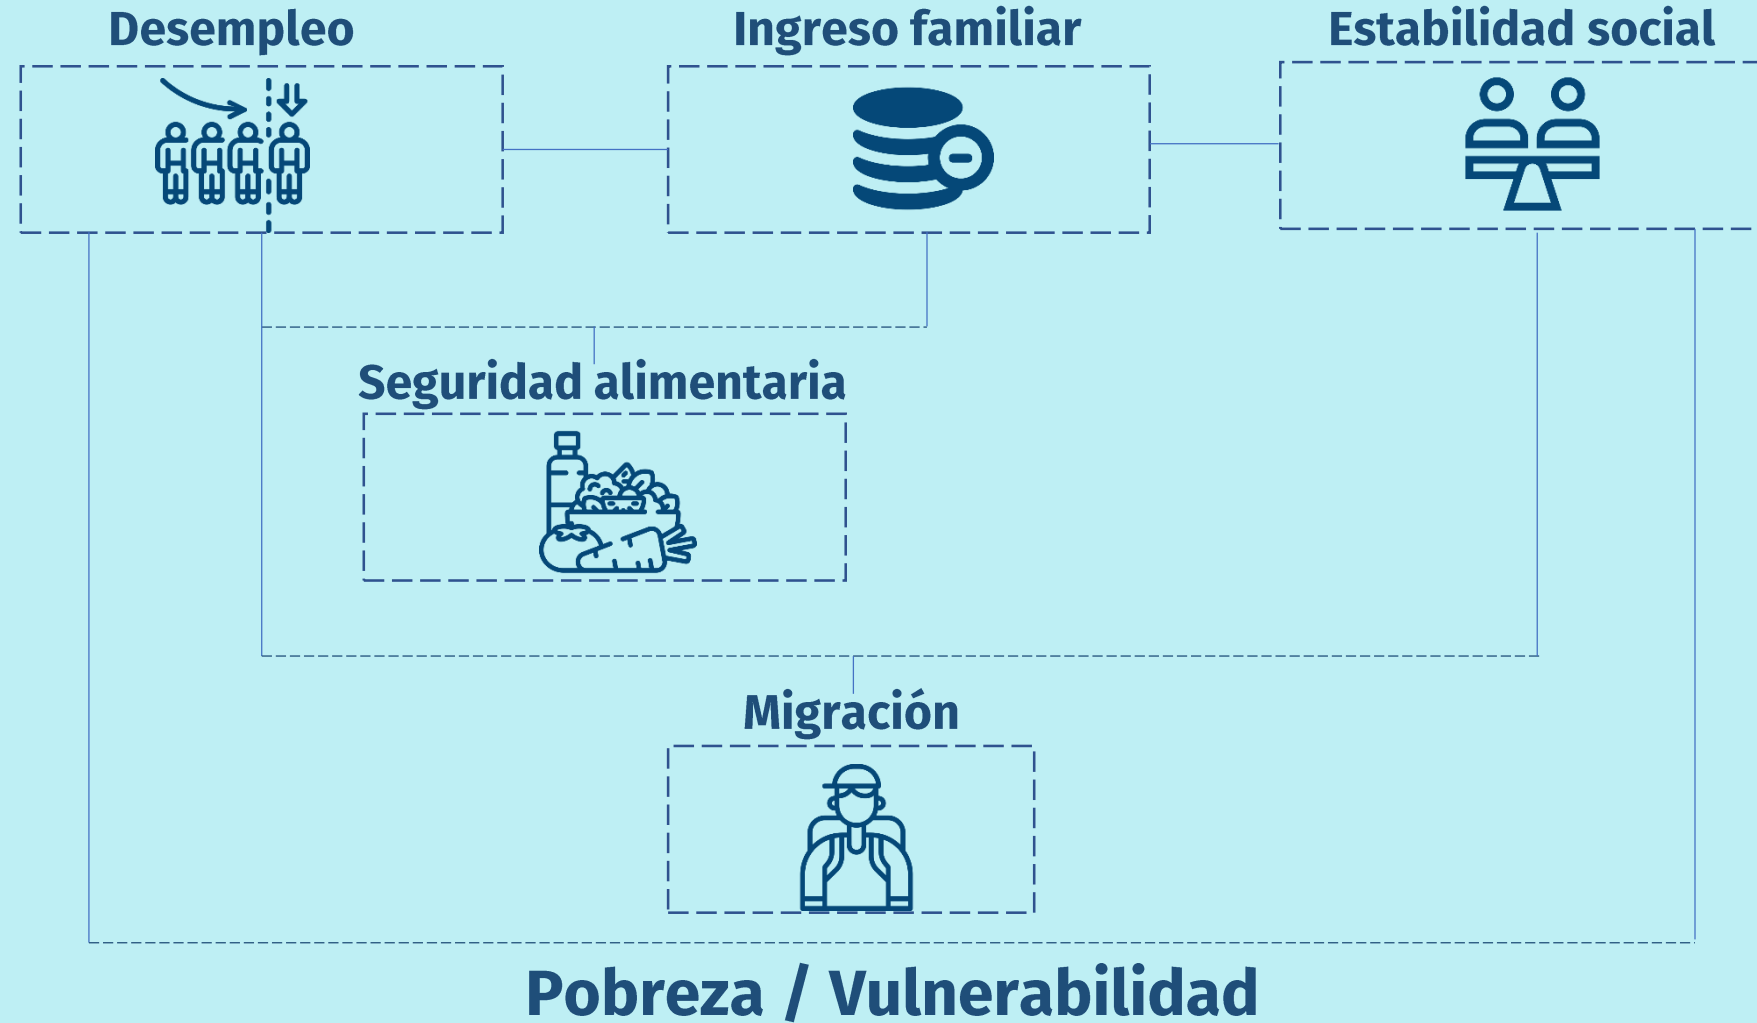 Desempleo
Ingreso familiar
Estabilidad social
Seguridad alimentaria
Migración
Pobreza / Vulnerabilidad